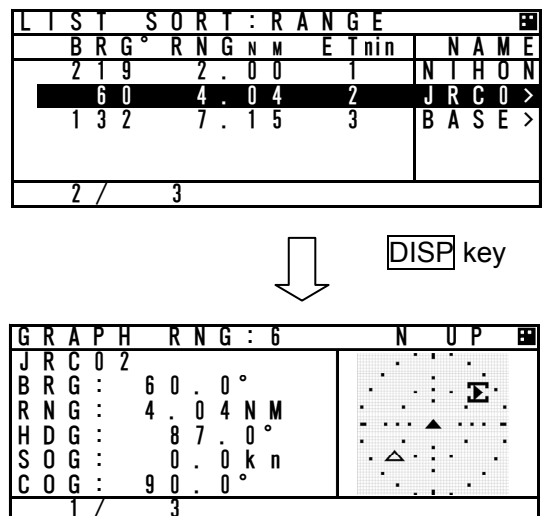 LIST SORT:RANGE
BRG° RNG NM ET min NAME
219 2.00 1 NIHON
60 4.04 2 JRC0>
132 7.15 3 BASE>
2/ 3
DISP key
GRAPH RNG:6 N UP
JRC02
BRG: 60.0°
RNG: 4.04NM
HDG: 87.0°
SOG: 0.0kn
COG: 90.0°
1/ 3